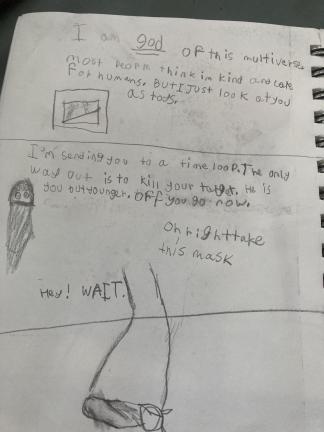 I am god of this multiverse.
most People think im kind and care
for humans. But I Just look at you
as tods.
I'm sending you to a time loop. The only
way out is to kill your target. He is
you but younger. Off you go now.
Oh right take
this mask
Hey! WAIT.